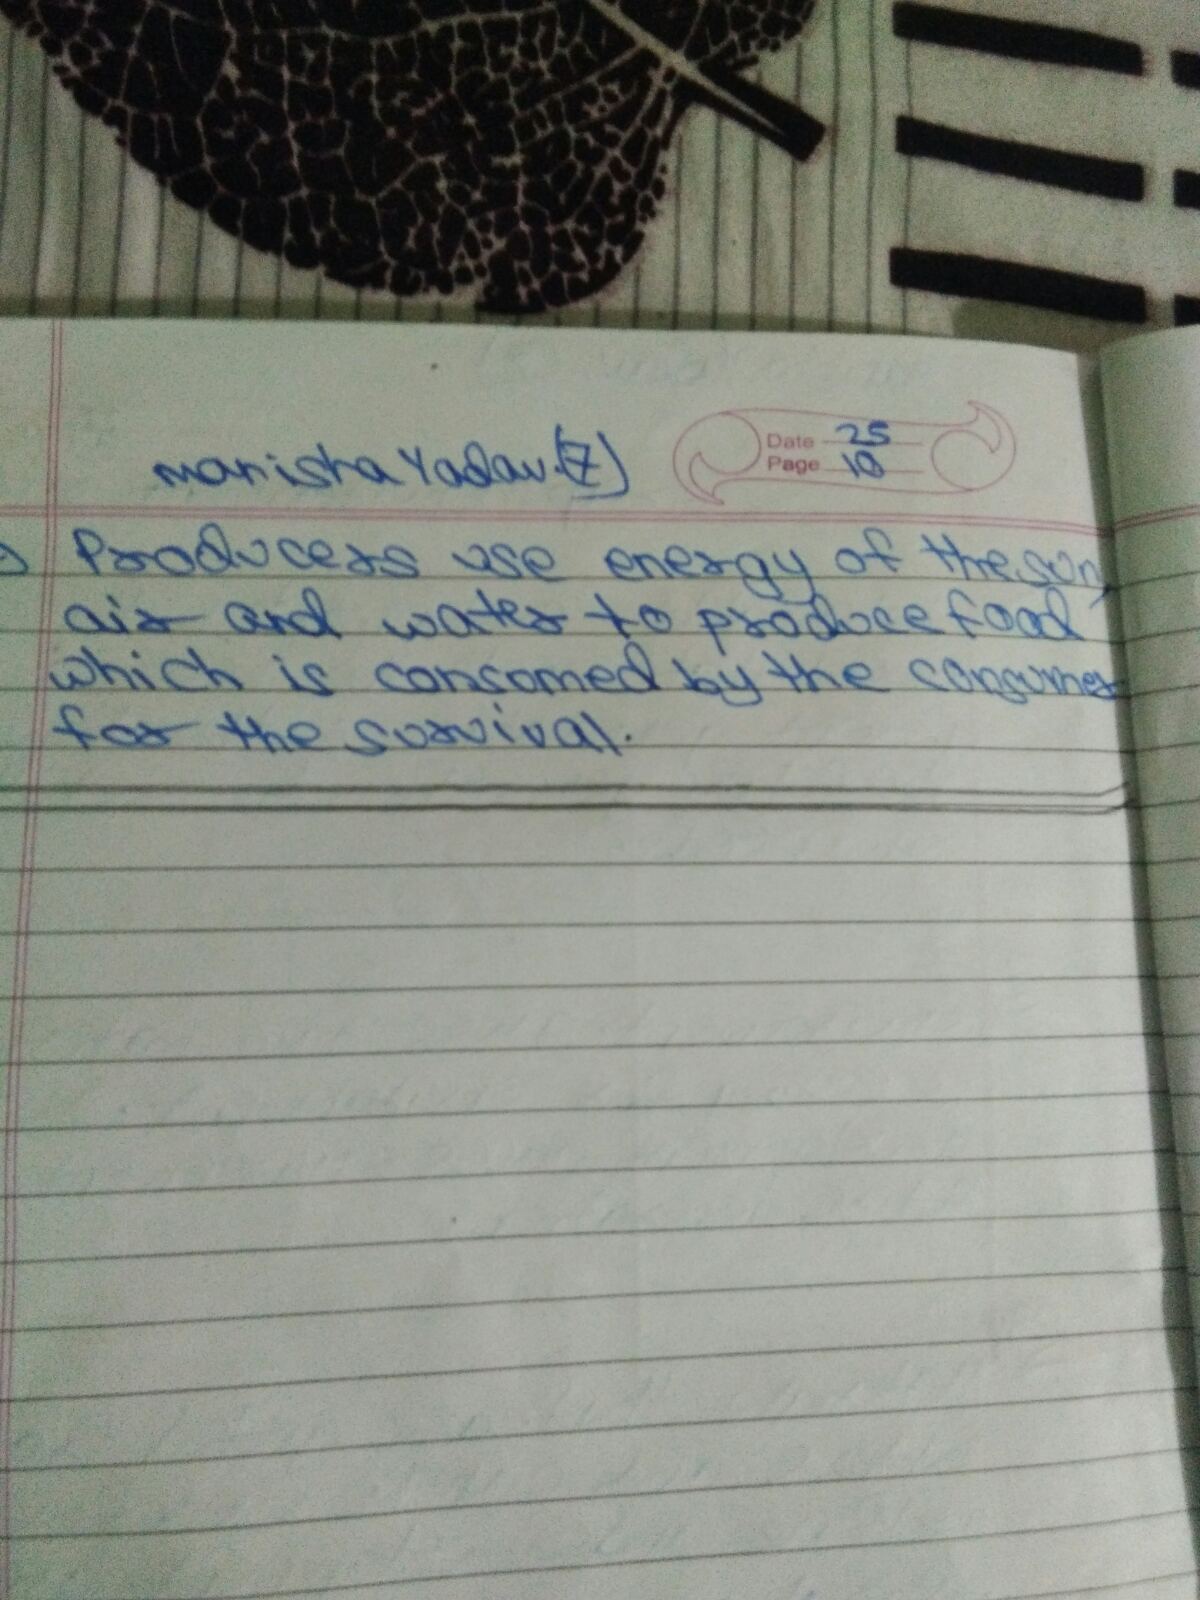 Manisha Yadav.(7)
Date 25
Page 10
Producers use energy of the sun,
air and water to produce food
which is consomed by the consumer
for the survival.